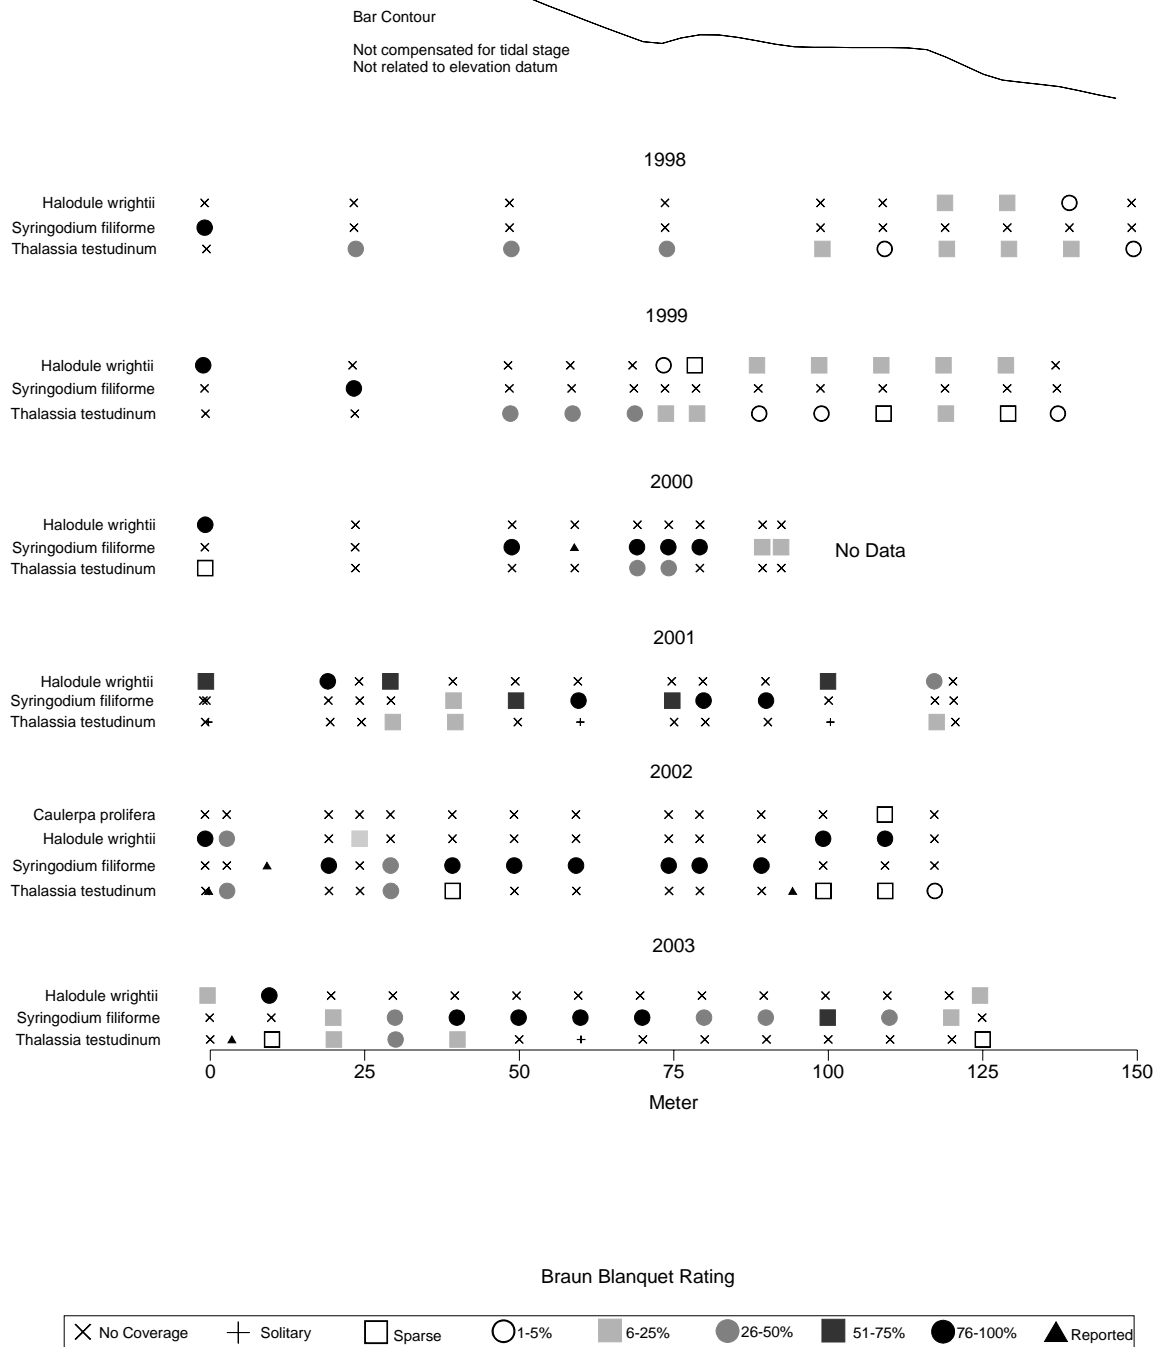 Bar Contour
Not compensated for tidal stage
Not related to elevation datum
1998
Halodule wrightii
Syringodium filiforme
Thalassia testudinum
1999
Halodule wrightii
Syringodium filiforme
Thalassia testudinum
2000
Halodule wrightii
Syringodium filiforme
Thalassia testudinum
No Data
2001
Halodule wrightii
Syringodium filiforme
Thalassia testudinum
2002
Caulerpa prolifera
Halodule wrightii
Syringodium filiforme
Thalassia testudinum
2003
Halodule wrightii
Syringodium filiforme
Thalassia testudinum
0 25 50 75 100 125 150
Meter
Braun Blanquet Rating
No Coverage Solitary Sparse 1-5% 6-25% 26-50% 51-75% 76-100% Reported